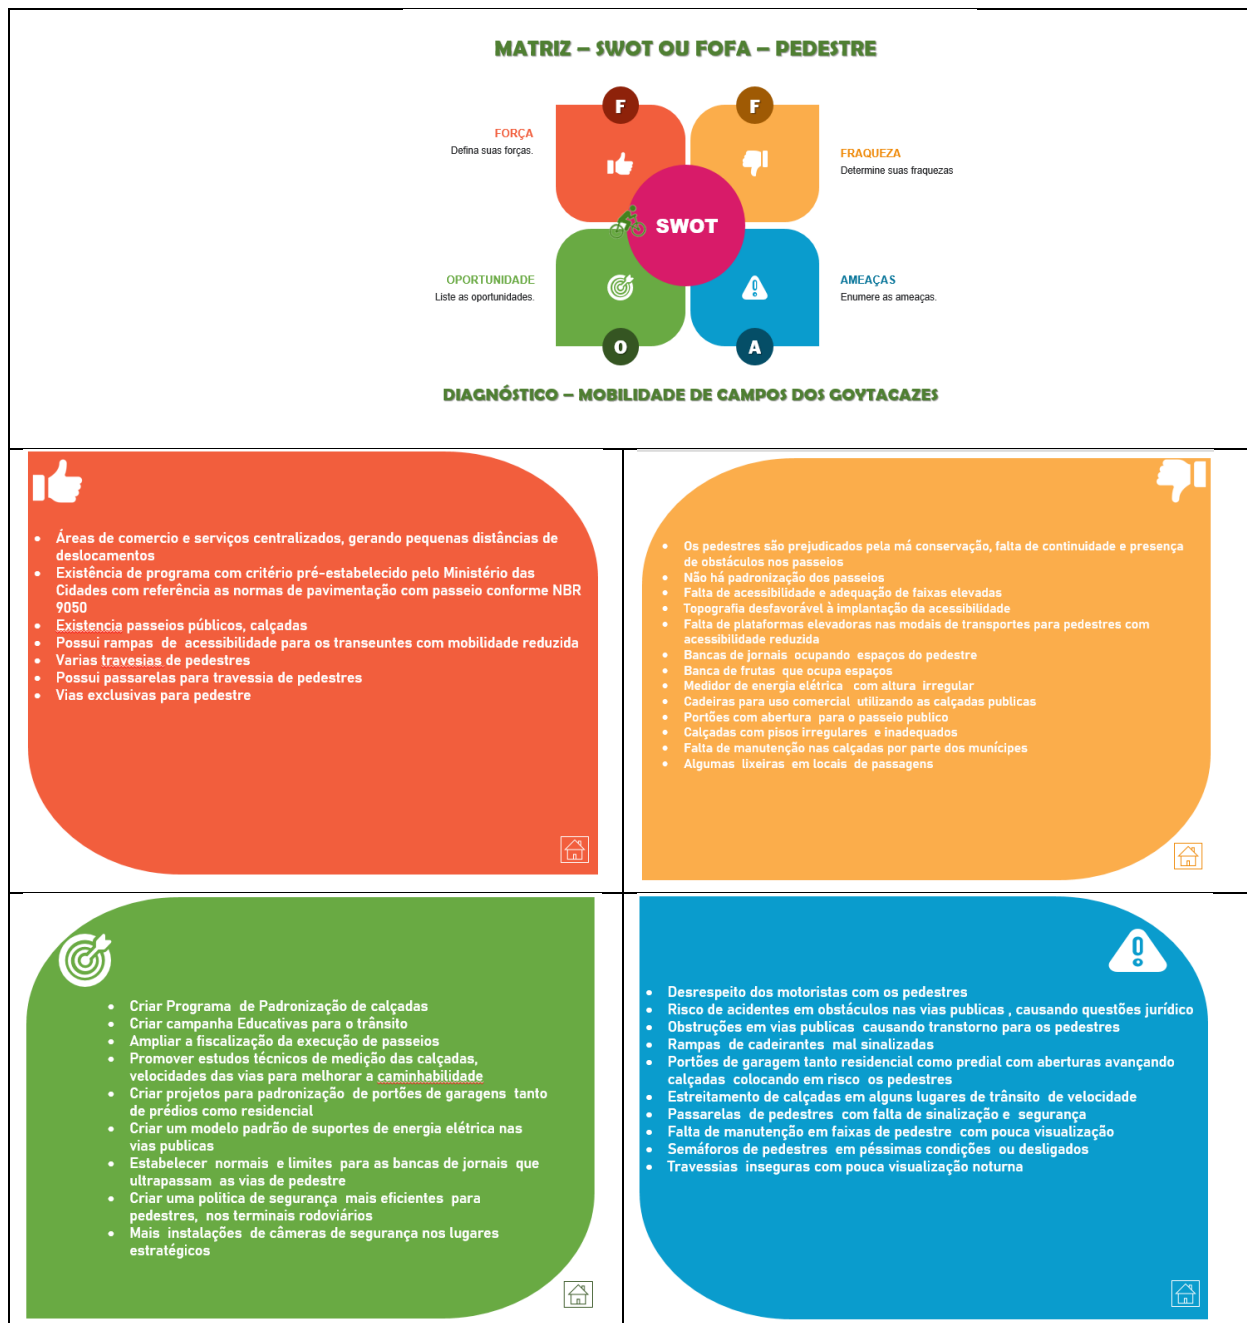 MATRIZ – SWOT OU FOFA – PEDESTRE
F
F
FORÇA
Defina suas forças.
FRAQUEZA
Determine suas fraquezas
SWOT
OPORTUNIDADE
Liste as oportunidades.
AMEAÇAS
Enumere as ameaças.
O
A
DIAGNÓSTICO – MOBILIDADE DE CAMPOS DOS GOYTACAZES
• Áreas de comercio e serviços centralizados, gerando pequenas distâncias de
deslocamentos
• Existência de programa com critério pré-estabelecido pelo Ministério das
Cidades com referência as normas de pavimentação com passeio conforme NBR
9050
• Existencia passeios públicos, calçadas
• Possui rampas de acessibilidade para os transeuntes com mobilidade reduzida
• Varias travesias de pedestres
• Possui passarelas para travessia de pedestres
• Vias exclusivas para pedestre
• Os pedestres são prejudicados pela má conservação, falta de continuidade e presença
de obstáculos nos passeios
• Não há padronização dos passeios
• Falta de acessibilidade e adequação de faixas elevadas
• Topografia desfavorável à implantação da acessibilidade
• Falta de plataformas elevadoras nas modais de transportes para pedestres com
acessibilidade reduzida
• Bancas de jornais ocupando espaços do pedestre
• Banca de frutas que ocupa espaços
• Medidor de energia elétrica com altura irregular
• Cadeiras para uso comercial utilizando as calçadas publicas
• Portões com abertura para o passeio publico
• Calçadas com pisos irregulares e inadequados
• Falta de manutenção nas calçadas por parte dos munícipes
• Algumas lixeiras em locais de passagens
• Criar Programa de Padronização de calçadas
• Criar campanha Educativas para o trânsito
• Ampliar a fiscalização da execução de passeios
• Promover estudos técnicos de medição das calçadas,
velocidades das vias para melhorar a caminhabilidade
• Criar projetos para padronização de portões de garagens tanto
de prédios como residencial
• Criar um modelo padrão de suportes de energia elétrica nas
vias publicas
• Estabelecer normais e limites para as bancas de jornais que
ultrapassam as vias de pedestre
• Criar uma politica de segurança mais eficientes para
pedestres, nos terminais rodoviários
• Mais instalações de câmeras de segurança nos lugares
estratégicos
• Desrespeito dos motoristas com os pedestres
• Risco de acidentes em obstáculos nas vias publicas , causando questões jurídico
• Obstruções em vias publicas causando transtorno para os pedestres
• Rampas de cadeirantes mal sinalizadas
• Portões de garagem tanto residencial como predial com aberturas avançando
calçadas colocando em risco os pedestres
• Estreitamento de calçadas em alguns lugares de trânsito de velocidade
• Passarelas de pedestres com falta de sinalização e segurança
• Falta de manutenção em faixas de pedestre com pouca visualização
• Semáforos de pedestres em péssimas condições ou desligados
• Travessias inseguras com pouca visualização noturna